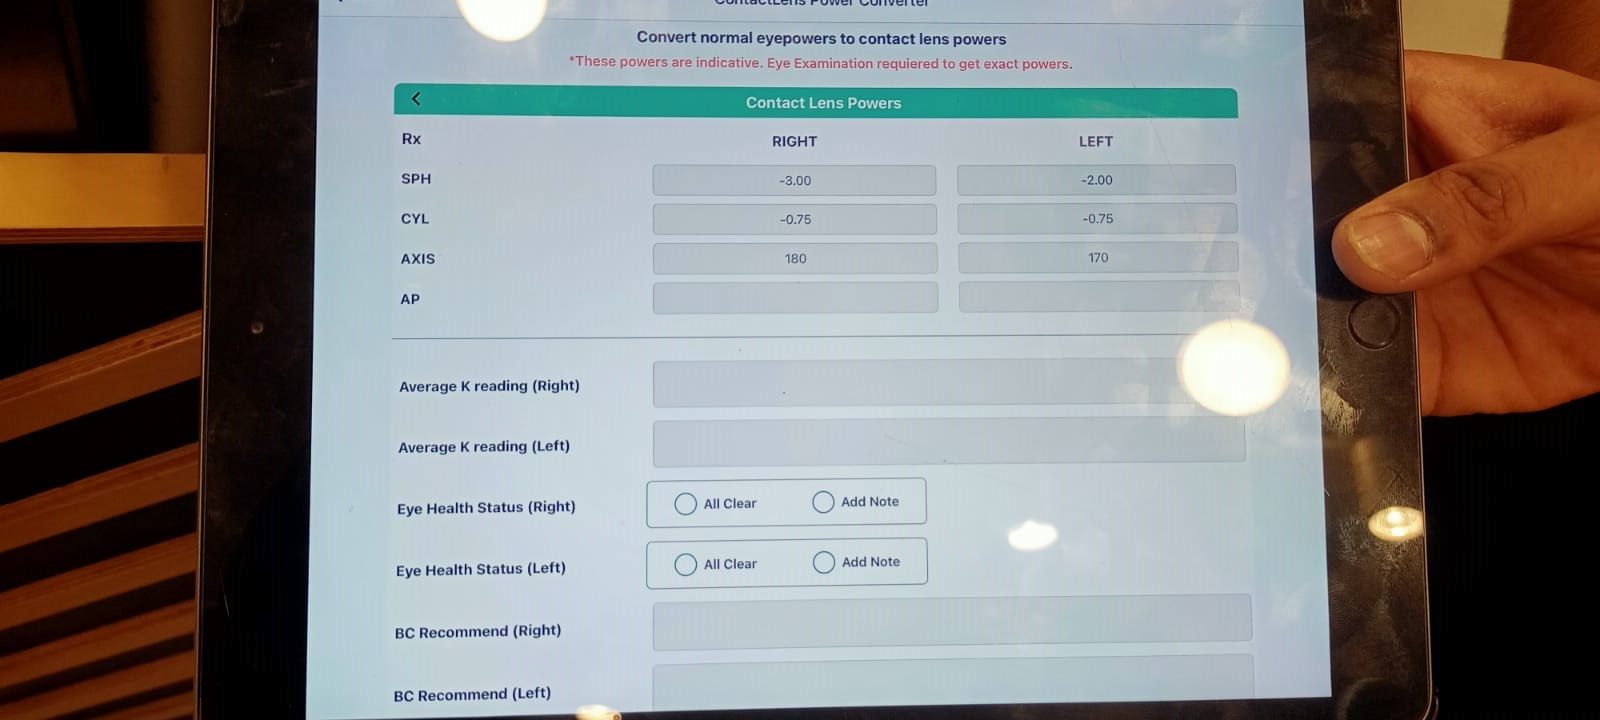 ContactLens Power Converter
Convert normal eyepowers to contact lens powers
*These powers are indicative. Eye Examination requiered to get exact powers.
Contact Lens Powers
Rx RIGHT LEFT
SPH -3.00 -2.00
CYL -0.75 -0.75
AXIS 180 170
AP
Average K reading (Right)
Average K reading (Left)
Eye Health Status (Right) All Clear Add Note
Eye Health Status (Left) All Clear Add Note
BC Recommend (Right)
BC Recommend (Left)